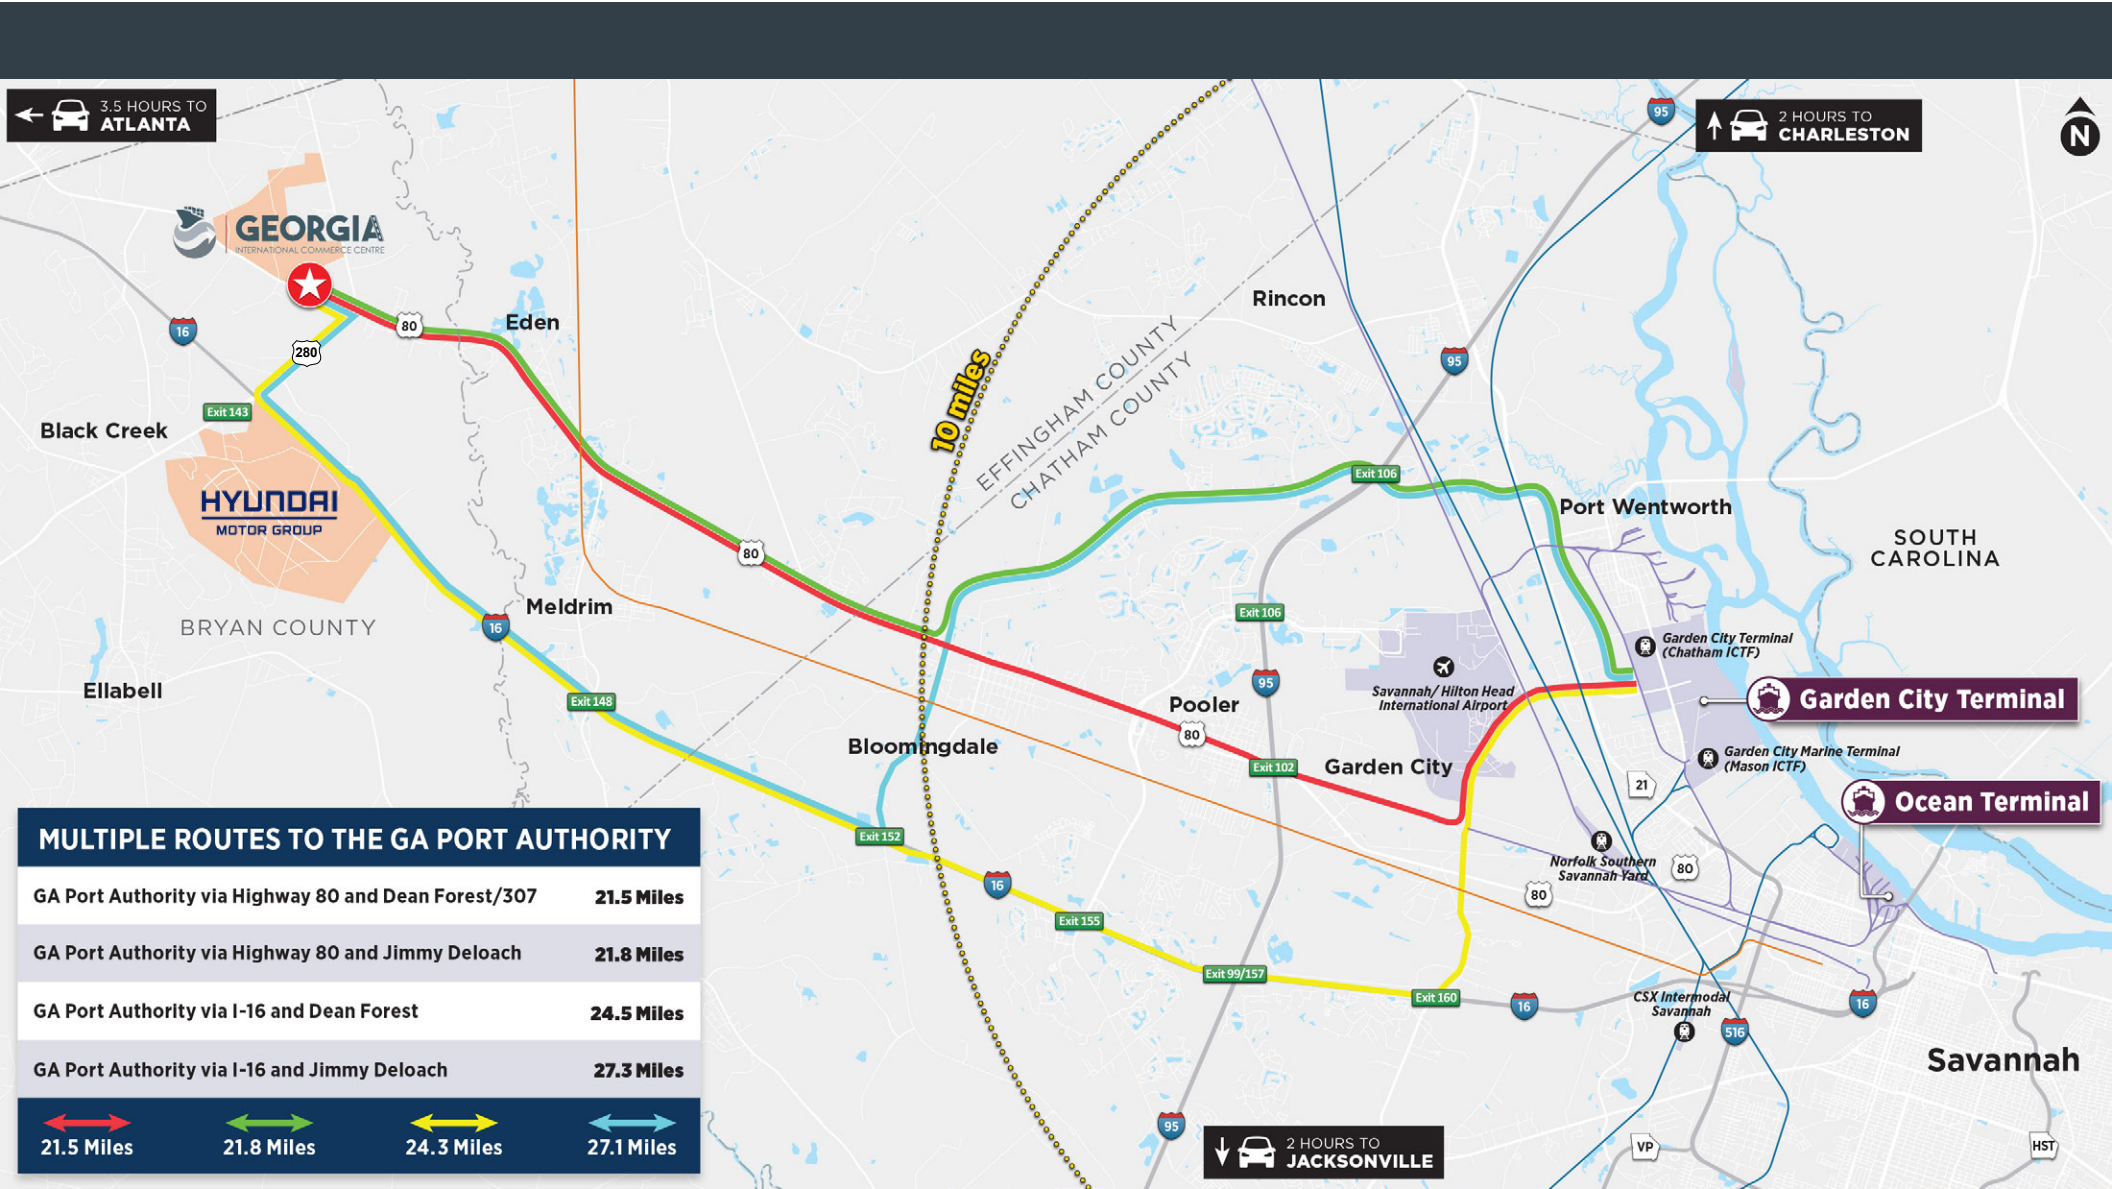 3.5 HOURS TO
ATLANTA
95
2 HOURS TO
CHARLESTON
N
GEORGIA
INTERNATIONAL COMMERCE CENTRE
16
80
Eden
280
Rincon
10 miles
EFFINGHAM COUNTY
CHATHAM COUNTY
95
Exit 143
Black Creek
HYUNDAI
MOTOR GROUP
Exit 106
Port Wentworth
SOUTH
CAROLINA
80
Meldrim
16
BRYAN COUNTY
Exit 106
Garden City Terminal
(Chatham ICTF)
Ellabell
Exit 148
95
Savannah/ Hilton Head
International Airport
Garden City Terminal
Pooler
80
Bloomingdale
Exit 102
Garden City
Garden City Marine Terminal
(Mason ICTF)
21
Ocean Terminal
Exit 152
Norfolk Southern
Savannah Yard
80
80
16
Exit 155
Exit 99/157
Exit 160
16
CSX Intermodal
Savannah
516
16
Savannah
95
2 HOURS TO
JACKSONVILLE
VP
HST
MULTIPLE ROUTES TO THE GA PORT AUTHORITY
GA Port Authority via Highway 80 and Dean Forest/307 21.5 Miles
GA Port Authority via Highway 80 and Jimmy Deloach 21.8 Miles
GA Port Authority via I-16 and Dean Forest 24.5 Miles
GA Port Authority via I-16 and Jimmy Deloach 27.3 Miles
21.5 Miles 21.8 Miles 24.3 Miles 27.1 Miles